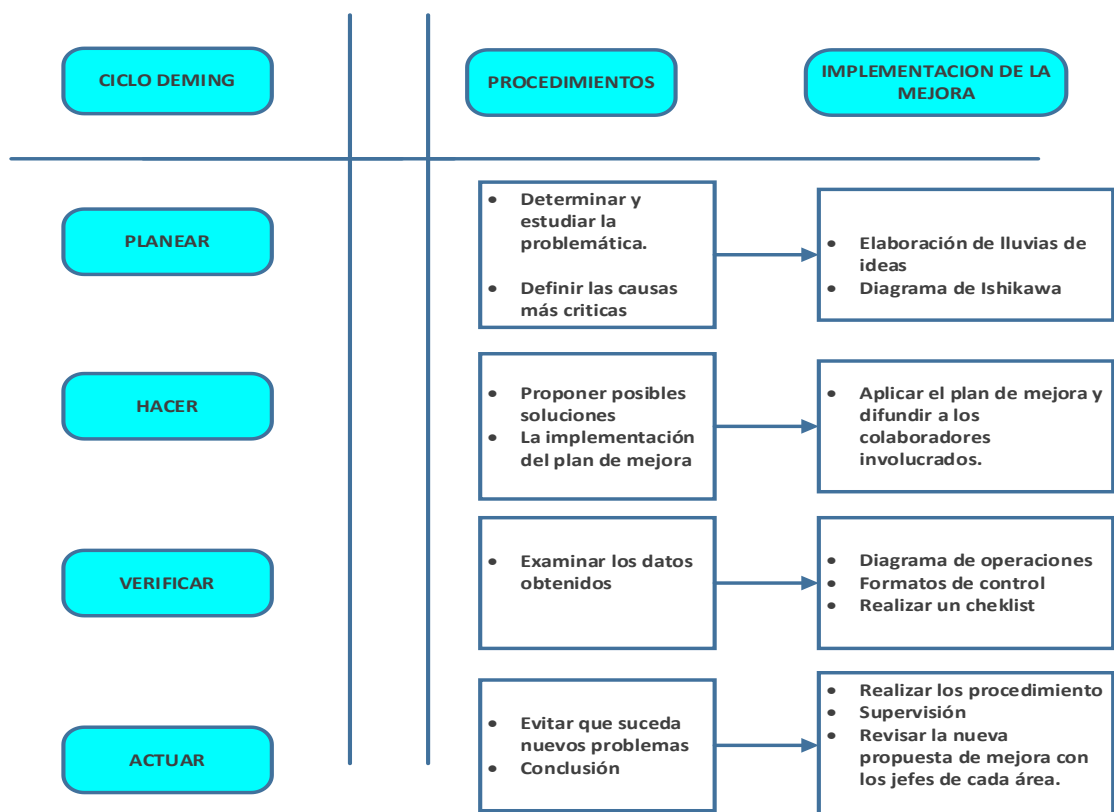 CICLO DEMING
PROCEDIMIENTOS
IMPLEMENTACION DE LA
MEJORA
PLANEAR
• Determinar y
estudiar la
problemática.
• Definir las causas
más criticas
• Elaboración de lluvias de
ideas
• Diagrama de Ishikawa
HACER
• Proponer posibles
soluciones
• La implementación
del plan de mejora
• Aplicar el plan de mejora y
difundir a los
colaboradores
involucrados.
VERIFICAR
• Examinar los datos
obtenidos
• Diagrama de operaciones
• Formatos de control
• Realizar un cheklist
ACTUAR
• Evitar que suceda
nuevos problemas
• Conclusión
• Realizar los procedimiento
• Supervisión
• Revisar la nueva
propuesta de mejora con
los jefes de cada área.